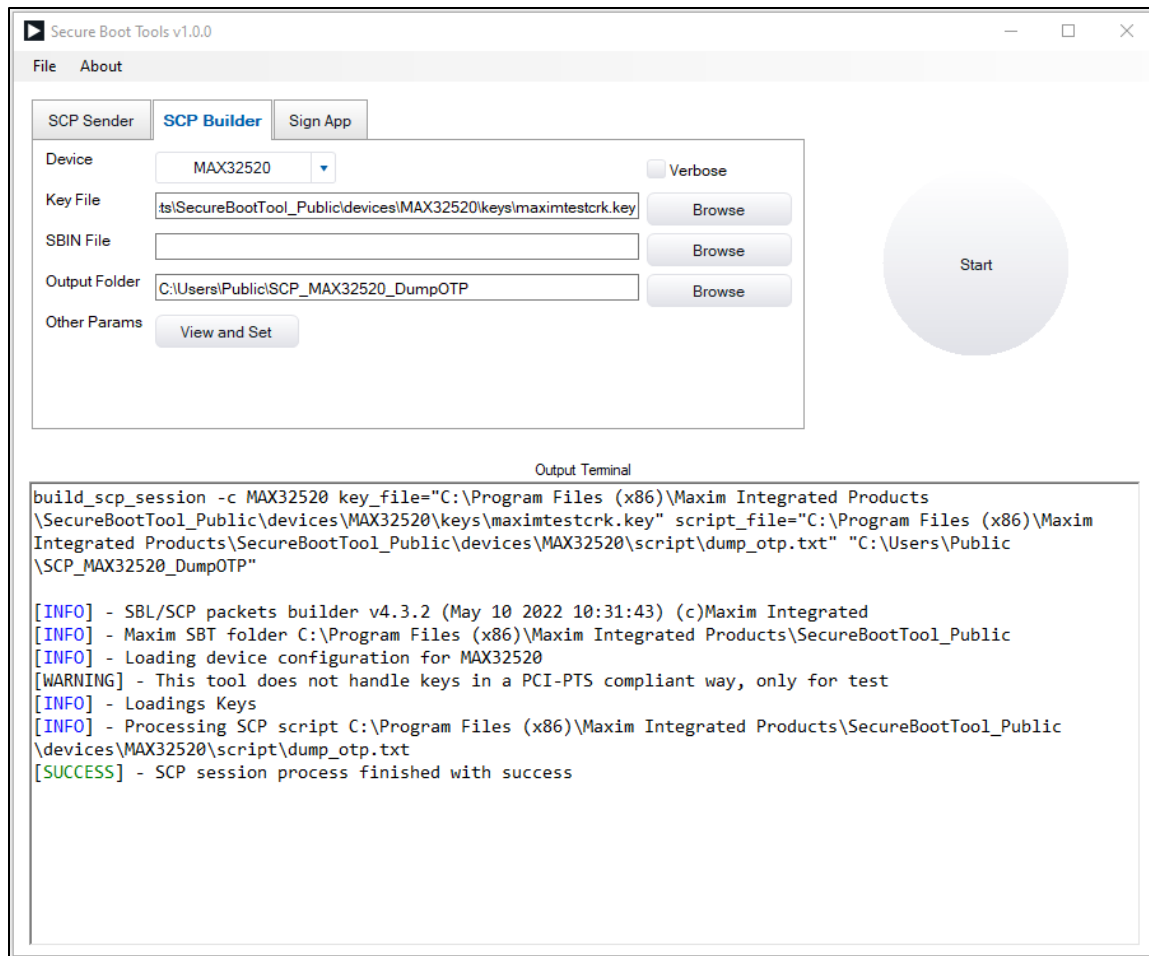 Secure Boot Tools v1.0.0
File About
SCP Sender SCP Builder Sign App
Device MAX32520 Verbose
Key File :ts\SecureBootTool_Public\devices\MAX32520\keys\maximtestcrk.key Browse
SBIN File Browse
Output Folder C:\Users\Public\SCP_MAX32520_DumpOTP Browse
Other Params View and Set
Start
Output Terminal
build_scp_session -c MAX32520 key_file="C:\Program Files (x86)\Maxim Integrated Products
\SecureBootTool_Public\devices\MAX32520\keys\maximtestcrk.key" script_file="C:\Program Files (x86)\Maxim
Integrated Products\SecureBootTool_Public\devices\MAX32520\script\dump_otp.txt" "C:\Users\Public
\SCP_MAX32520_DumpOTP"
[INFO] - SBL/SCP packets builder v4.3.2 (May 10 2022 10:31:43) (c)Maxim Integrated
[INFO] - Maxim SBT folder C:\Program Files (x86)\Maxim Integrated Products\SecureBootTool_Public
[INFO] - Loading device configuration for MAX32520
[WARNING] - This tool does not handle keys in a PCI-PTS compliant way, only for test
[INFO] - Loadings Keys
[INFO] - Processing SCP script C:\Program Files (x86)\Maxim Integrated Products\SecureBootTool_Public
\devices\MAX32520\script\dump_otp.txt
[SUCCESS] - SCP session process finished with success